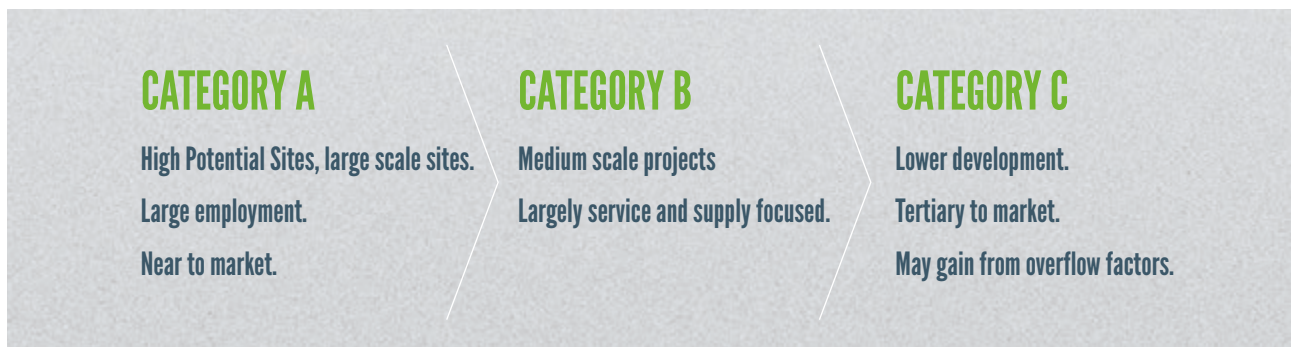 CATEGORY A
High Potential Sites, large scale sites.
Large employment.
Near to market.
CATEGORY B
Medium scale projects
Largely service and supply focused.
CATEGORY C
Lower development.
Tertiary to market.
May gain from overflow factors.